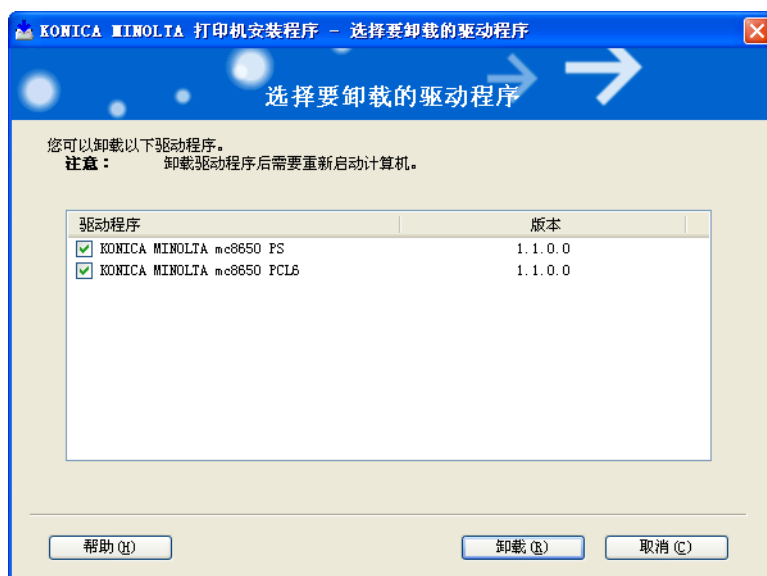 KONICA MINOLTA 打印机安装程序 - 选择要卸载的驱动程序
选择要卸载的驱动程序
您可以卸载以下驱动程序。
注意： 卸载驱动程序后需要重新启动计算机。
驱动程序 版本
KONICA MINOLTA mc8650 PS 1.1.0.0
KONICA MINOLTA mc8650 PCL6 1.1.0.0
帮助(H) 卸载(R) 取消(C)